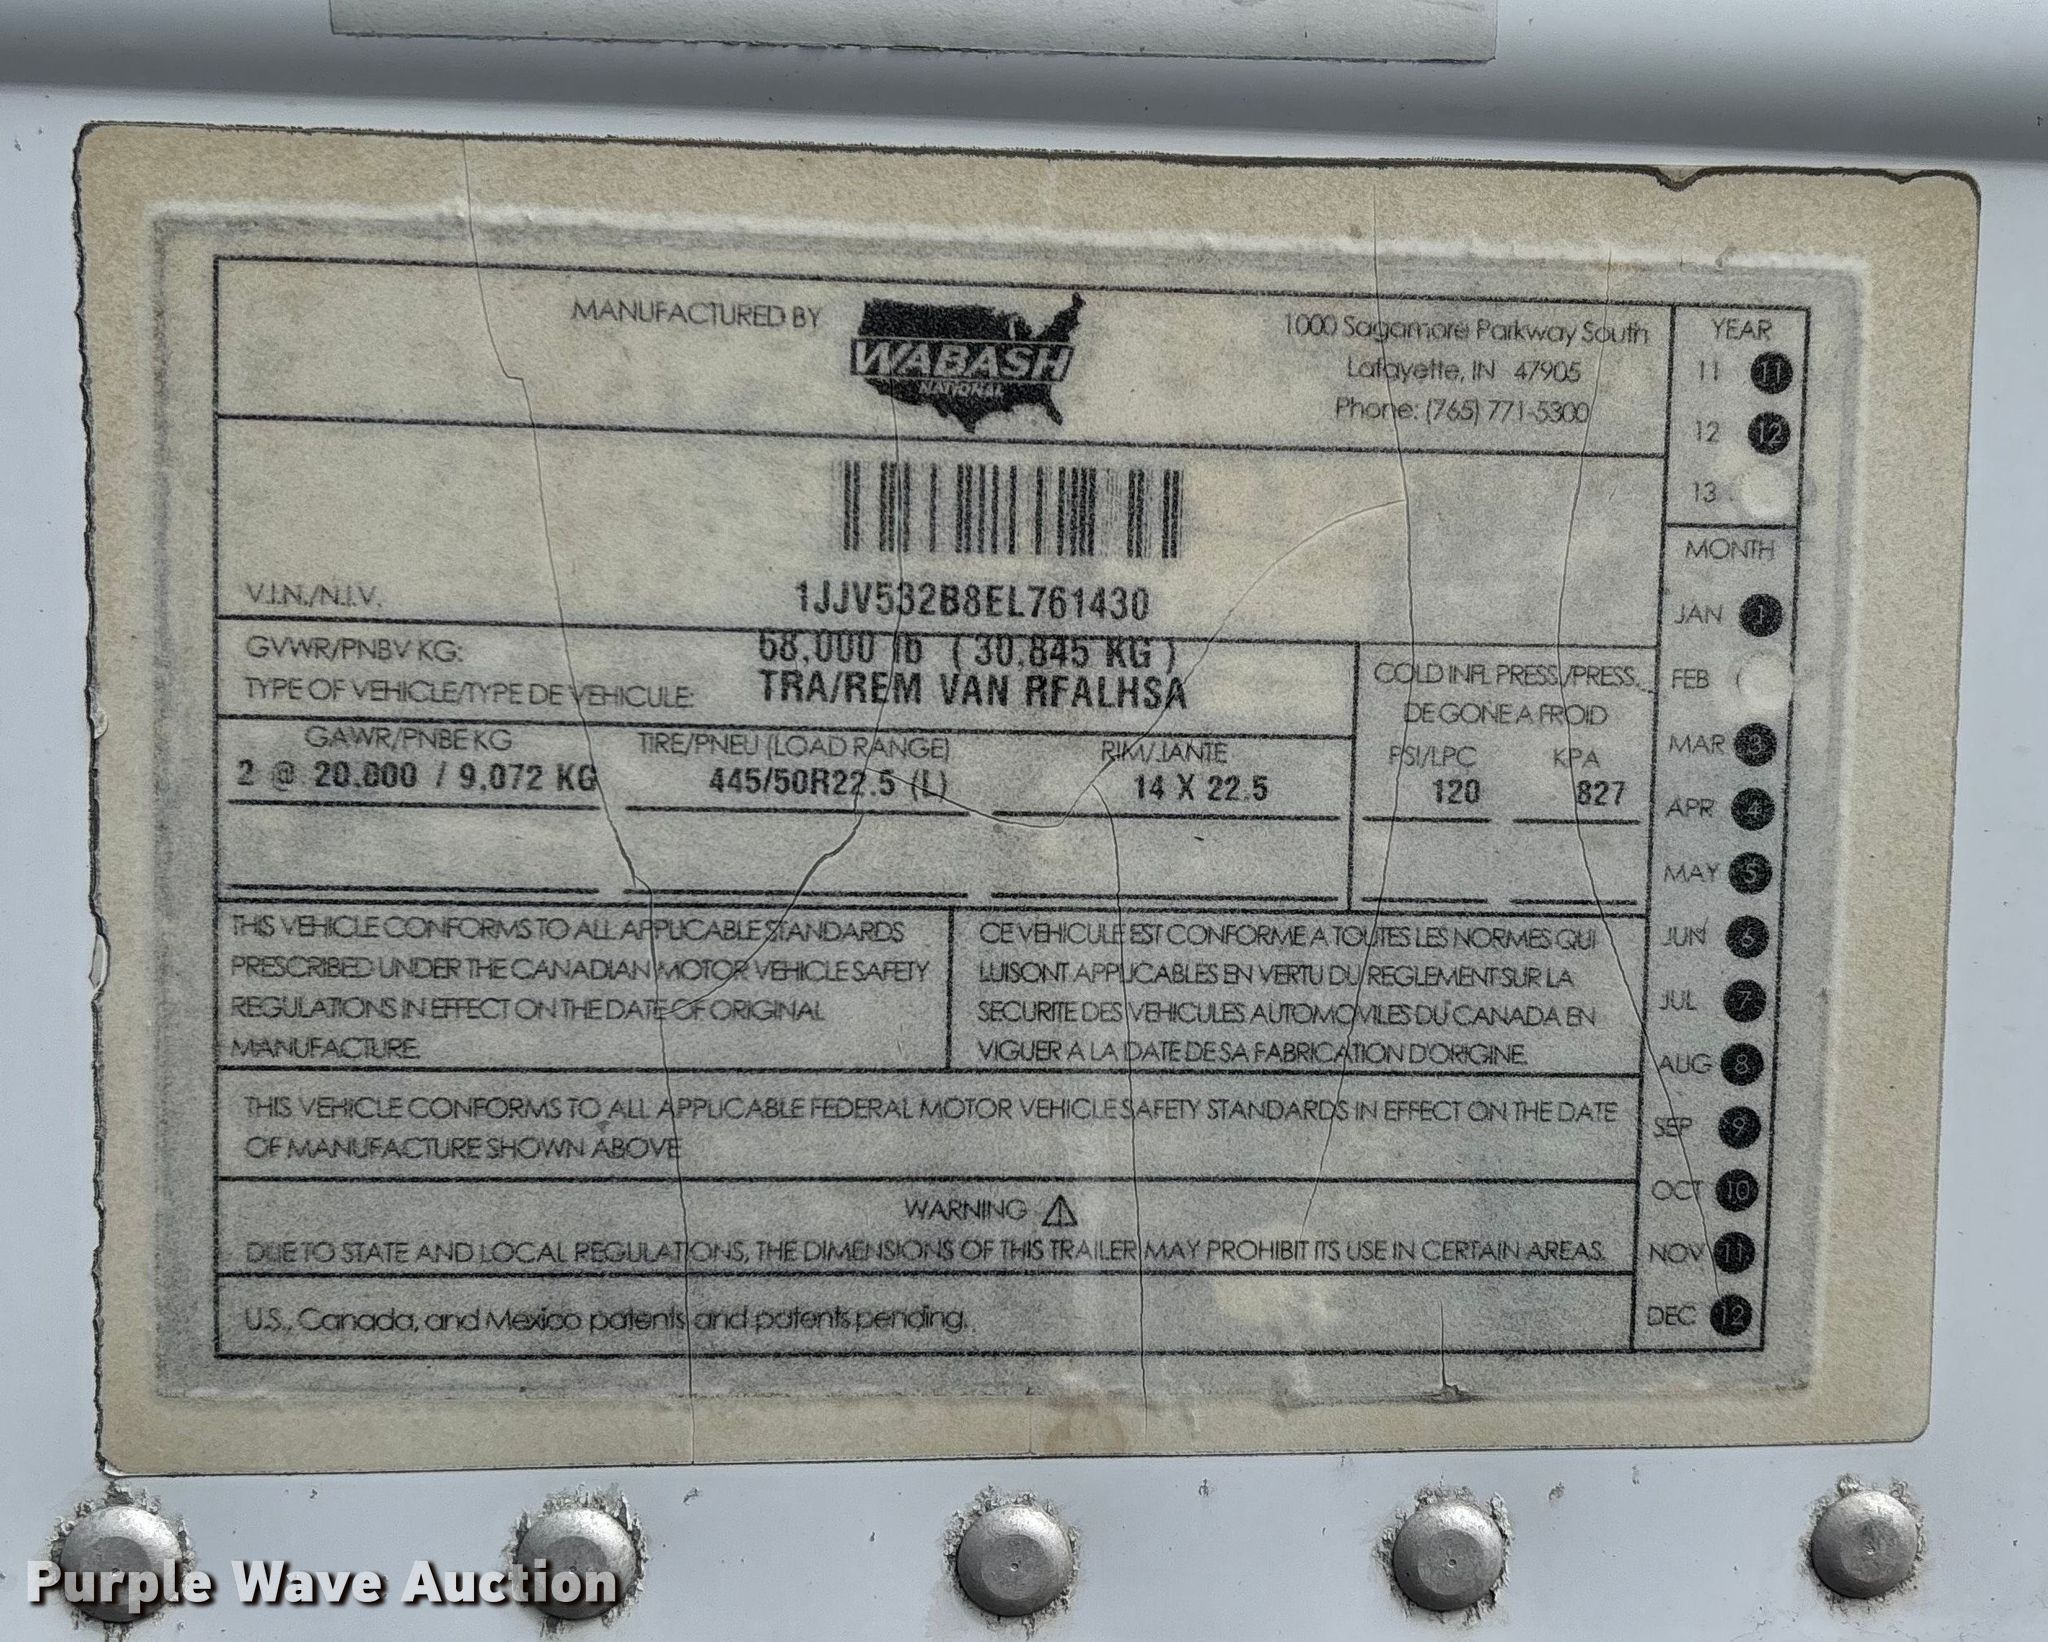 MANUFACTURED BY
WABASH
NATIONAL
1000 Sagamore Parkway South
Lafayette, IN 47905
Phone: (765) 771-5300
YEAR
11 11
12 12
13
V.I.N./N.I.V.
1JJV532B8EL761430
GVWR/PNBV KG:
68,000 lb (30,845 KG)
TYPE OF VEHICLE/TYPE DE VEHICULE:
TRA/REM VAN RFALHSA
COLD INFL PRESS./PRESS.
DE GONE A FROID
GAWR/PNBE KG
TIRE/PNEU (LOAD RANGE)
RIM/JANTE
PSI/LPC
KPA
2 @ 20,000 / 9,072 KG
445/50R22.5 (L)
14 X 22.5
120
827
MONTH
JAN 1
FEB
MAR 3
APR 4
MAY 5
JUN 6
JUL 7
AUG 8
SEP 9
OCT 10
NOV 11
DEC 12
THIS VEHICLE CONFORMS TO ALL APPLICABLE STANDARDS
PRESCRIBED UNDER THE CANADIAN MOTOR VEHICLE SAFETY
REGULATIONS IN EFFECT ON THE DATE OF ORIGINAL
MANUFACTURE
CE VEHICULE EST CONFORME A TOUTES LES NORMES QUI
LUI SONT APPLICABLES EN VERTU DU REGLEMENT SUR LA
SECURITE DES VEHICULES AUTOMOVILES DU CANADA EN
VIGUER A LA DATE DE SA FABRICATION D'ORIGINE.
THIS VEHICLE CONFORMS TO ALL APPLICABLE FEDERAL MOTOR VEHICLE SAFETY STANDARDS IN EFFECT ON THE DATE
OF MANUFACTURE SHOWN ABOVE
WARNING
DUE TO STATE AND LOCAL REGULATIONS, THE DIMENSIONS OF THIS TRAILER MAY PROHIBIT ITS USE IN CERTAIN AREAS.
U.S., Canada, and Mexico patents and patents pending.
Purple Wave Auction